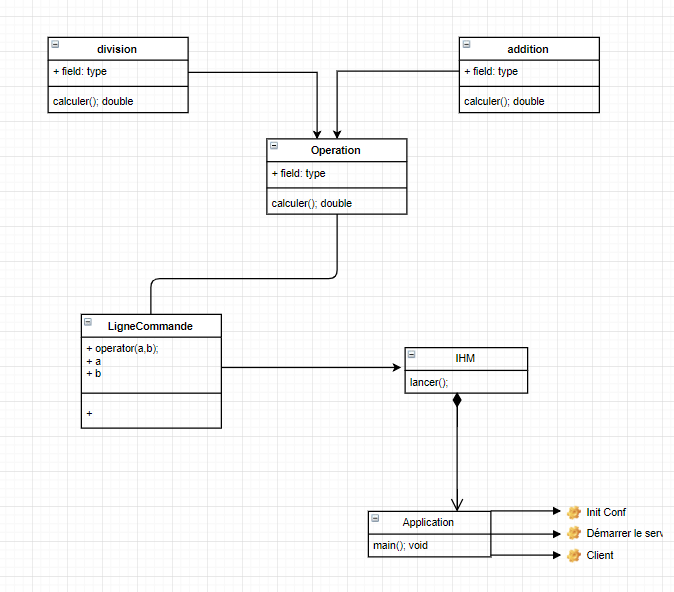 division
+ field: type
calculer(); double
addition
+ field: type
calculer(); double
Operation
+ field: type
calculer(); double
LigneCommande
+ operator(a,b);
+ a
+ b
+
IHM
lancer();
Application
main(); void
Init Conf
Démarrer le serv
Client